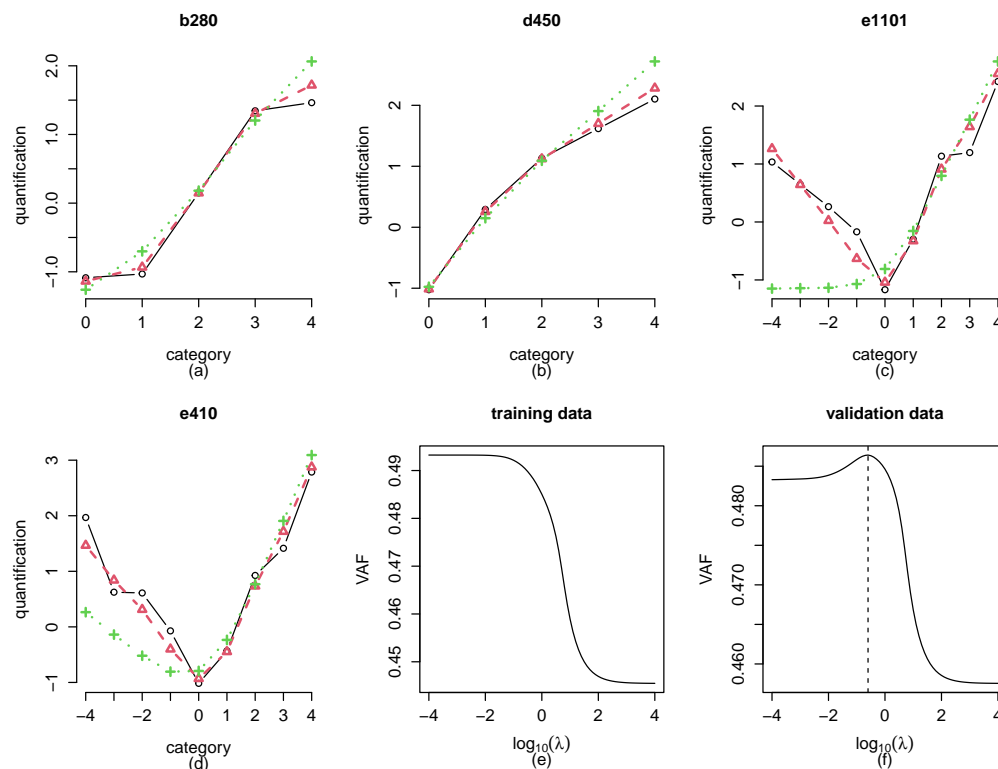 b280
quantification
−1.0 0.0 1.0 2.0
0 1 2 3 4
category
(a)
d450
quantification
−1 0 1 2
0 1 2 3 4
category
(b)
e1101
quantification
−1 0 1 2
−4 −2 0 1 2 3 4
category
(c)
e410
quantification
−1 0 1 2 3
−4 −2 0 1 2 3 4
category
(d)
training data
VAF
0.45 0.46 0.47 0.48 0.49
−4 −2 0 2 4
log₁₀(λ)
(e)
validation data
VAF
0.460 0.470 0.480
−4 −2 0 2 4
log₁₀(λ)
(f)